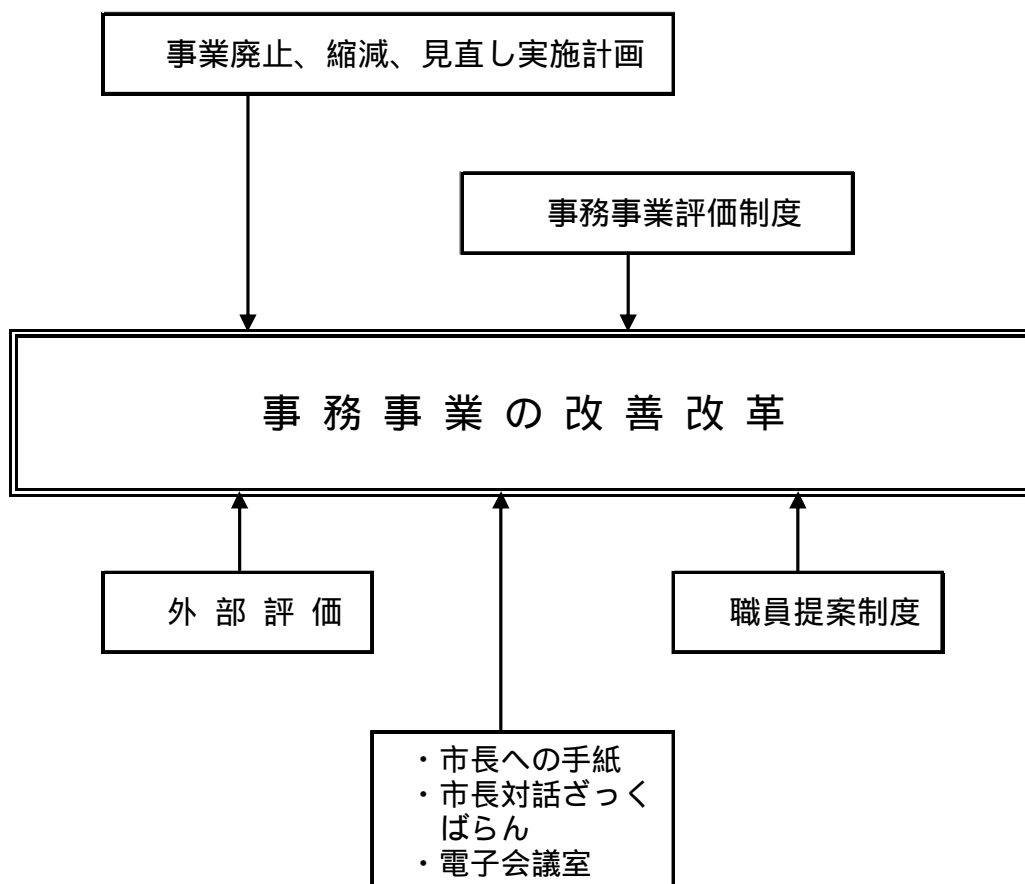 事業廃止、縮減、見直し実施計画
事務事業評価制度
事務事業の改善改革
外部評価
職員提案制度
・市長への手紙
・市長対話ざっく
ばらん
・電子会議室